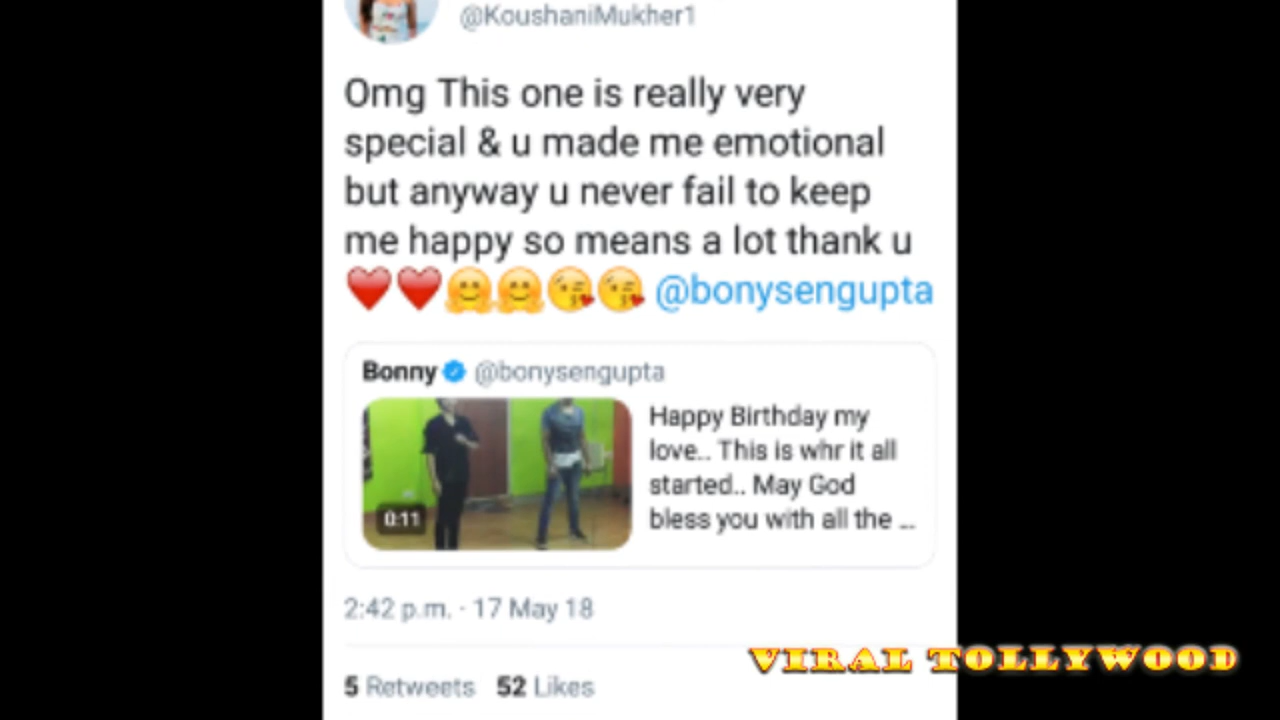 @KoushaniMukher1
Omg This one is really very
special & u made me emotional
but anyway u never fail to keep
me happy so means a lot thank u
❤️❤️🤗🤗😘😘 @bonysengupta
Bonny @bonysengupta
Happy Birthday my
love.. This is whr it all
started.. May God
bless you with all the ...
0:11
2:42 p.m. · 17 May 18
VIRAL TOLLYWOOD
5 Retweets 52 Likes